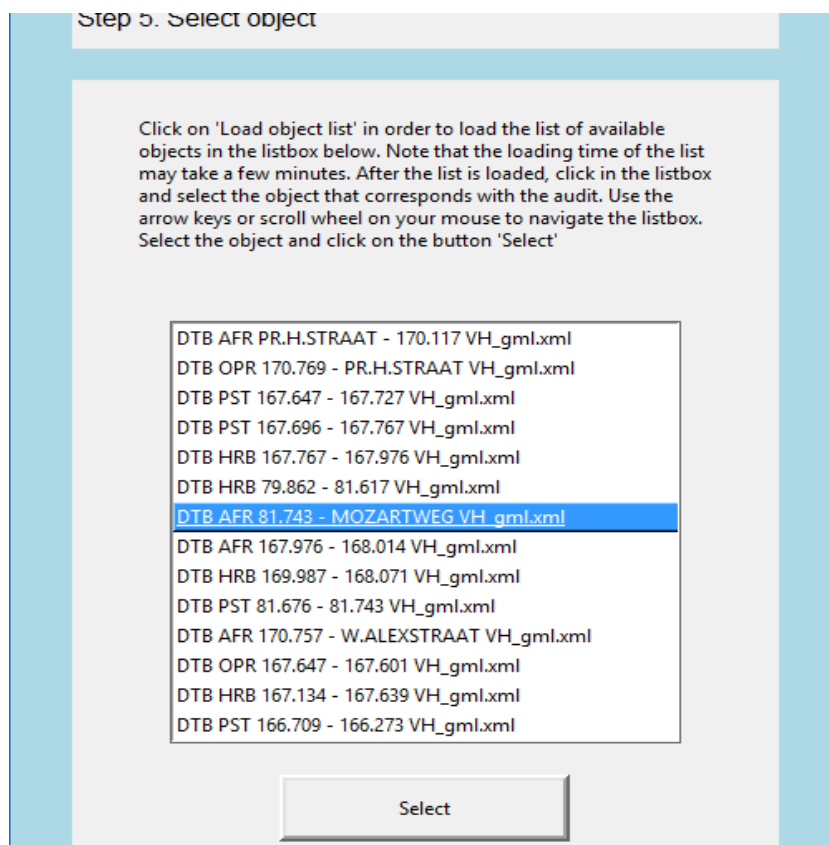 Step 5. Select object
Click on 'Load object list' in order to load the list of available
objects in the listbox below. Note that the loading time of the list
may take a few minutes. After the list is loaded, click in the listbox
and select the object that corresponds with the audit. Use the
arrow keys or scroll wheel on your mouse to navigate the listbox.
Select the object and click on the button 'Select'
DTB AFR PR.H.STRAAT - 170.117 VH_gml.xml
DTB OPR 170.769 - PR.H.STRAAT VH_gml.xml
DTB PST 167.647 - 167.727 VH_gml.xml
DTB PST 167.696 - 167.767 VH_gml.xml
DTB HRB 167.767 - 167.976 VH_gml.xml
DTB HRB 79.862 - 81.617 VH_gml.xml
DTB AFR 81.743 - MOZARTWEG VH_gml.xml
DTB AFR 167.976 - 168.014 VH_gml.xml
DTB HRB 169.987 - 168.071 VH_gml.xml
DTB PST 81.676 - 81.743 VH_gml.xml
DTB AFR 170.757 - W.ALEXSTRAAT VH_gml.xml
DTB OPR 167.647 - 167.601 VH_gml.xml
DTB HRB 167.134 - 167.639 VH_gml.xml
DTB PST 166.709 - 166.273 VH_gml.xml
Select